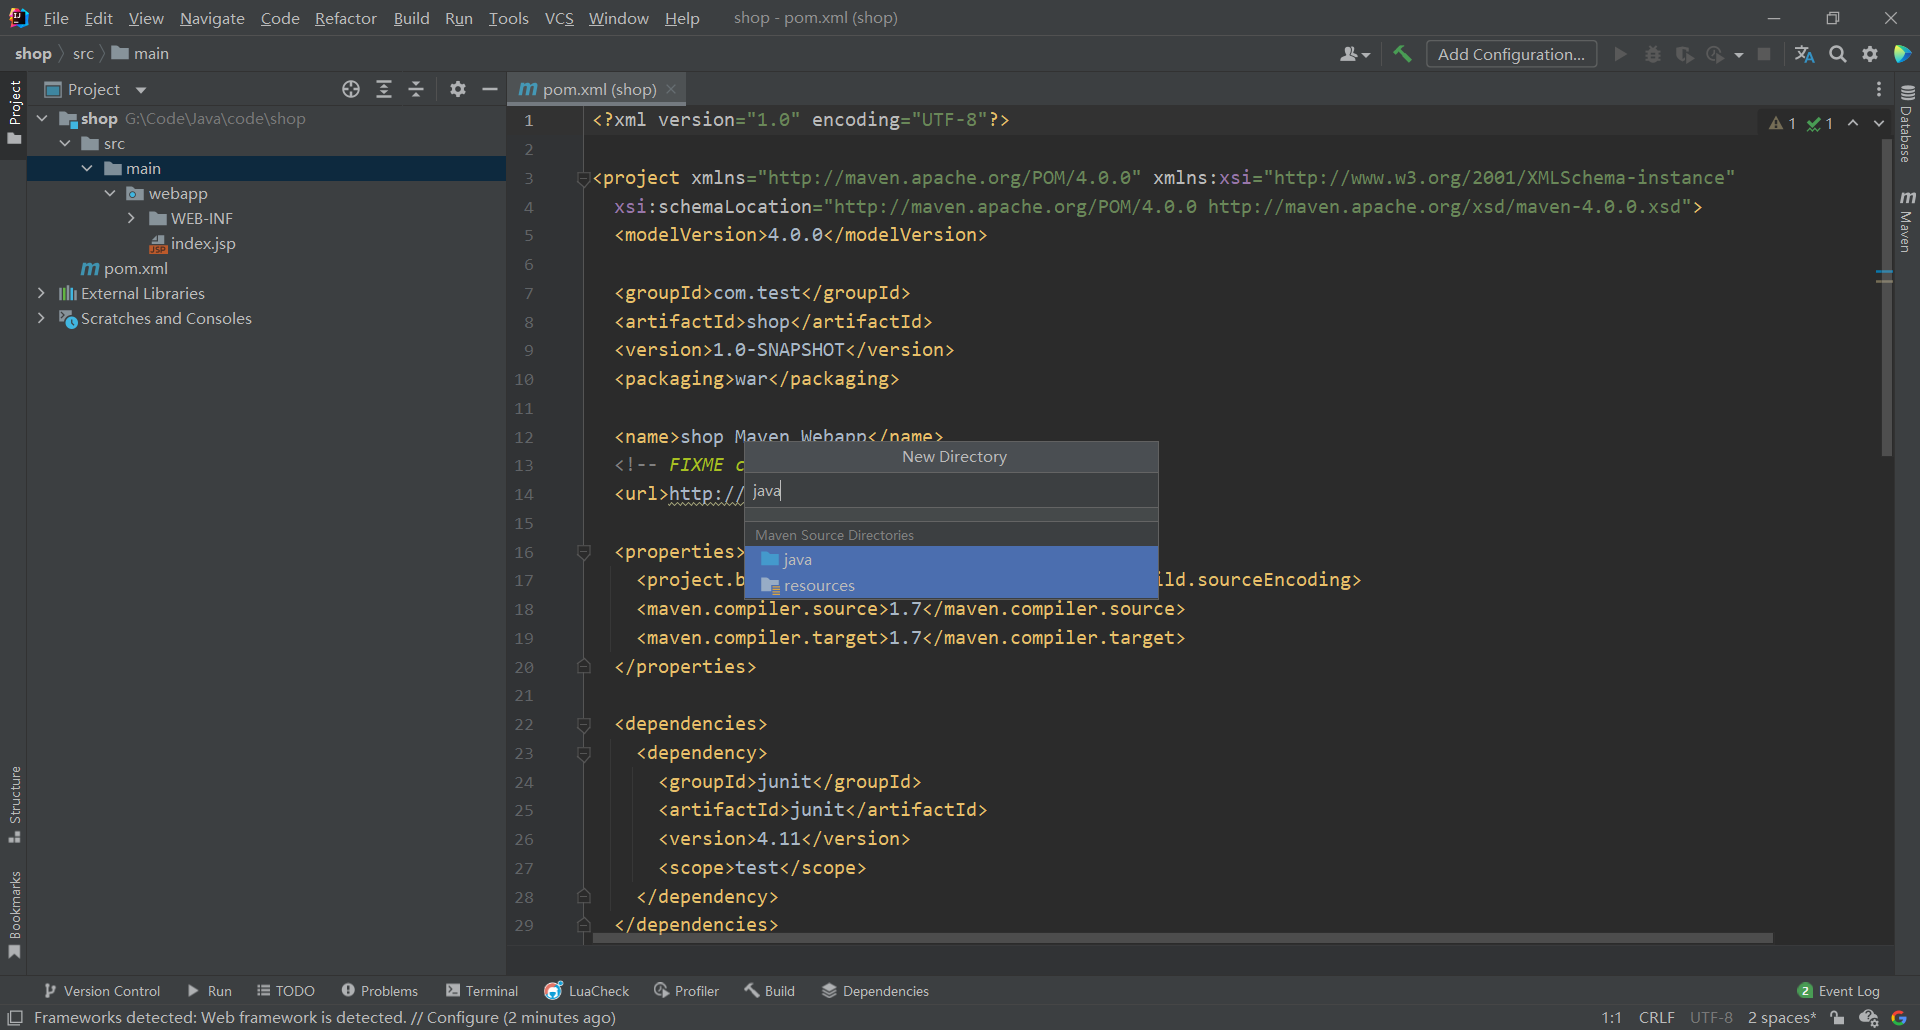 File Edit View Navigate Code Refactor Build Run Tools VCS Window Help shop - pom.xml (shop)
shop src main
Add Configuration...
Project
Project
pom.xml (shop)
shop G:\Code\Java\code\shop
src
main
webapp
WEB-INF
index.jsp
pom.xml
External Libraries
Scratches and Consoles
Structure
Bookmarks
1 <?xml version="1.0" encoding="UTF-8"?>
2
3 <project xmlns="http://maven.apache.org/POM/4.0.0" xmlns:xsi="http://www.w3.org/2001/XMLSchema-instance"
4 xsi:schemaLocation="http://maven.apache.org/POM/4.0.0 http://maven.apache.org/xsd/maven-4.0.0.xsd">
5 <modelVersion>4.0.0</modelVersion>
6
7 <groupId>com.test</groupId>
8 <artifactId>shop</artifactId>
9 <version>1.0-SNAPSHOT</version>
10 <packaging>war</packaging>
11
12 <name>shop Maven Webapp</name>
13 <!-- FIXME c
14 <url>http://
15
16 <properties>
17 <project.b ild.sourceEncoding>
18 <maven.compiler.source>1.7</maven.compiler.source>
19 <maven.compiler.target>1.7</maven.compiler.target>
20 </properties>
21
22 <dependencies>
23 <dependency>
24 <groupId>junit</groupId>
25 <artifactId>junit</artifactId>
26 <version>4.11</version>
27 <scope>test</scope>
28 </dependency>
29 </dependencies>
1 1
New Directory
java
Maven Source Directories
java
resources
Database
Maven
Version Control Run TODO Problems Terminal LuaCheck Profiler Build Dependencies 2 Event Log
Frameworks detected: Web framework is detected. // Configure (2 minutes ago) 1:1 CRLF UTF-8 2 spaces*